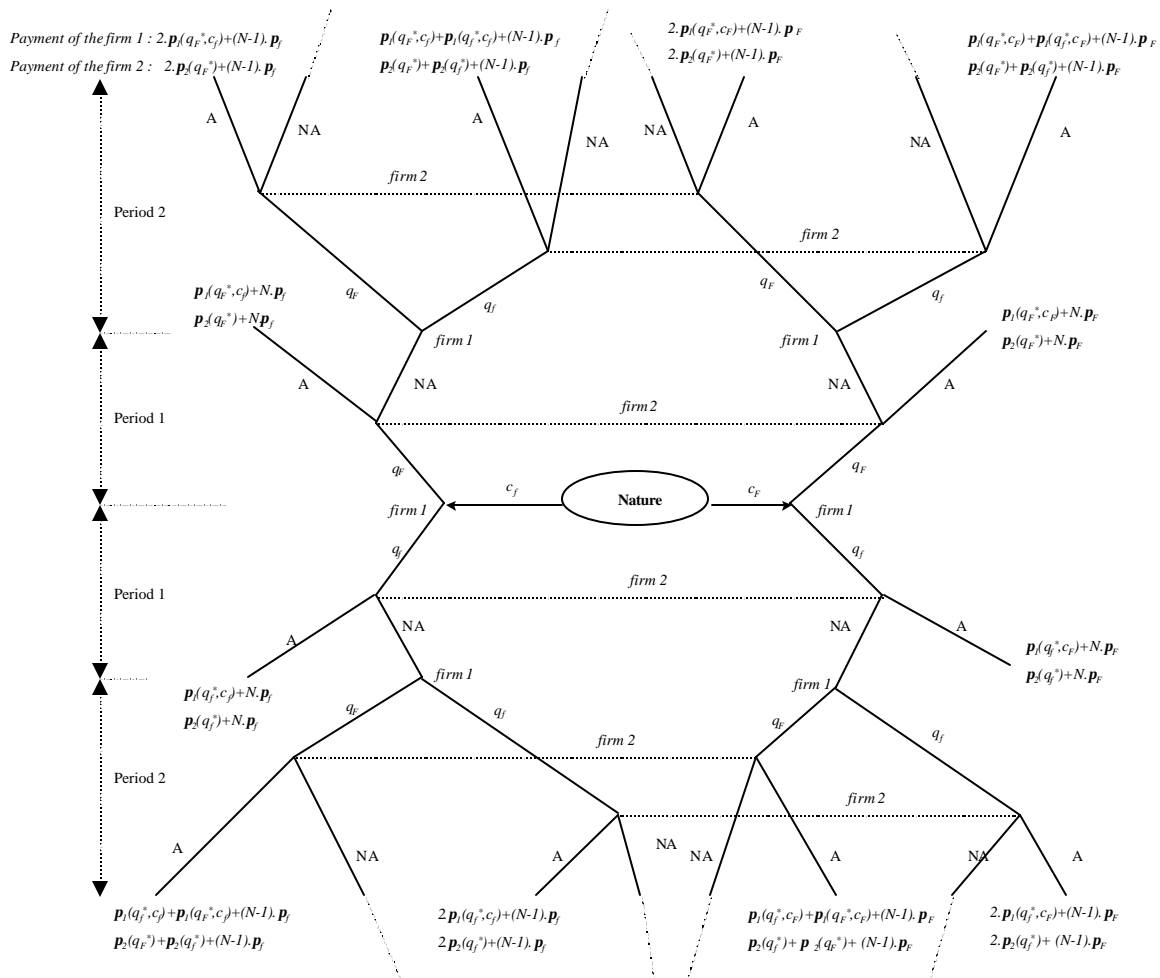 Payment of the firm 1 : 2.p1(qF*,cf)+(N-1).pf
Payment of the firm 2 : 2.p2(qF*)+(N-1).pf
p1(qF*,cf)+p1(qf*,cf)+(N-1).pf
p2(qF*)+p2(qf*)+(N-1).pf
2.p1(qF*,cF)+(N-1).pF
2.p2(qF*)+(N-1).pF
p1(qF*,cF)+p1(qf*,cF)+(N-1).pF
p2(qF*)+p2(qf*)+(N-1).pF
A
NA
A
NA
NA
A
NA
A
firm 2
Period 2
firm 2
qF
qf
qF
qf
p1(qF*,cf)+N.pf
p2(qF*)+N.pf
p1(qF*,cF)+N.pF
p2(qF*)+N.pF
firm 1
firm 1
A
NA
NA
A
firm 2
Period 1
qF
qF
cf
Nature
cF
firm 1
firm 1
qf
qf
Period 1
firm 2
A
NA
NA
A
p1(qf*,cF)+N.pF
p2(qf*)+N.pF
firm 1
firm 1
p1(qf*,cf)+N.pf
p2(qf*)+N.pf
qF
qf
qF
qf
firm 2
Period 2
firm 2
A
NA
A
NA
NA
A
NA
A
p1(qf*,cf)+p1(qF*,cf)+(N-1).pf
p2(qF*)+p2(qf*)+(N-1).pf
2.p1(qf*,cf)+(N-1).pf
2.p2(qf*)+(N-1).pf
p1(qf*,cF)+p1(qF*,cF)+(N-1).pF
p2(qf*)+ p 2(qF*)+ (N-1).pF
2.p1(qf*,cF)+(N-1).pF
2.p2(qf*)+ (N-1).pF